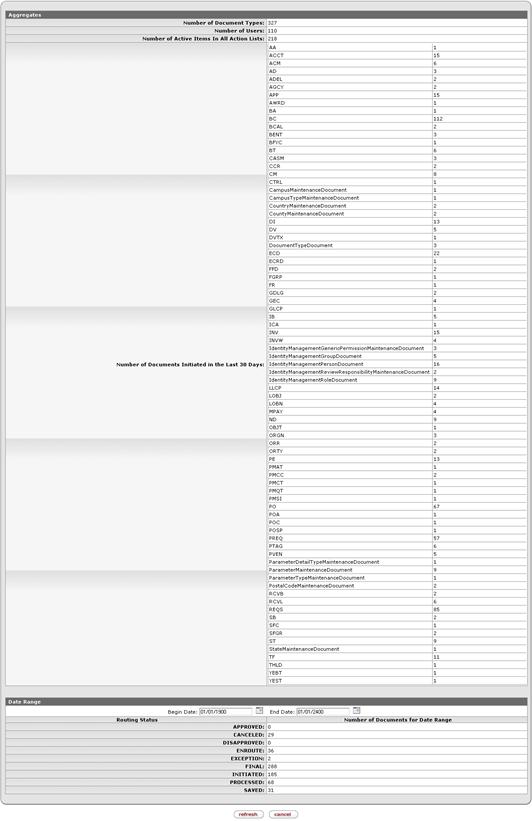 Aggregates
Number of Document Types: 327
Number of Users: 110
Number of Active Items In All Action Lists: 218
Number of Documents Initiated in the Last 30 Days:
AA 1
ACCT 15
ACM 6
AD 3
ADEL 2
AGCY 2
APP 15
AWRD 1
BA 1
BC 112
BCAL 2
BENT 3
BFYC 1
BT 6
CASM 3
CCR 2
CM 8
CTRL 1
CampusMaintenanceDocument 1
CampusTypeMaintenanceDocument 1
CountryMaintenanceDocument 2
CountyMaintenanceDocument 2
DI 13
DV 5
DVTX 1
DocumentTypeDocument 3
ECD 22
ECRD 1
FFD 2
FGRP 1
FR 1
GDLG 2
GEC 4
GLCP 1
IB 5
ICA 1
INV 15
INVW 4
IdentityManagementGenericPermissionMaintenanceDocument 3
IdentityManagementGroupDocument 5
IdentityManagementPersonDocument 16
IdentityManagementReviewResponsibilityMaintenanceDocument 2
IdentityManagementRoleDocument 9
LLCP 14
LOBJ 2
LOBN 4
MPAY 4
ND 9
OBJT 1
ORGN 3
ORR 2
ORTY 2
PE 13
PMAT 1
PMCC 2
PMCT 1
PMQT 1
PMSI 1
PO 67
POA 1
POC 1
POSP 1
PREQ 57
PTAG 6
PVEN 5
ParameterDetailTypeMaintenanceDocument 1
ParameterMaintenanceDocument 9
ParameterTypeMaintenanceDocument 1
PostalCodeMaintenanceDocument 2
RCVB 2
RCVL 6
REQS 85
SB 2
SFC 1
SFGR 2
ST 9
StateMaintenanceDocument 1
TF 11
THLD 1
YEBT 1
YEST 1
Date Range
Begin Date: 01/01/1900 End Date: 01/01/2400
Routing Status Number of Documents for Date Range
APPROVED: 0
CANCELED: 29
DISAPPROVED: 0
ENROUTE: 36
EXCEPTION: 2
FINAL: 288
INITIATED: 185
PROCESSED: 68
SAVED: 31
refresh cancel